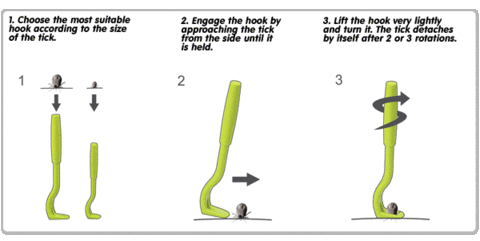 1. Choose the most suitable
hook according to the size
of the tick.
2. Engage the hook by
approaching the tick
from the side until it
is held.
3. Lift the hook very lightly
and turn it. The tick detaches
by itself after 2 or 3 rotations.
1
2
3